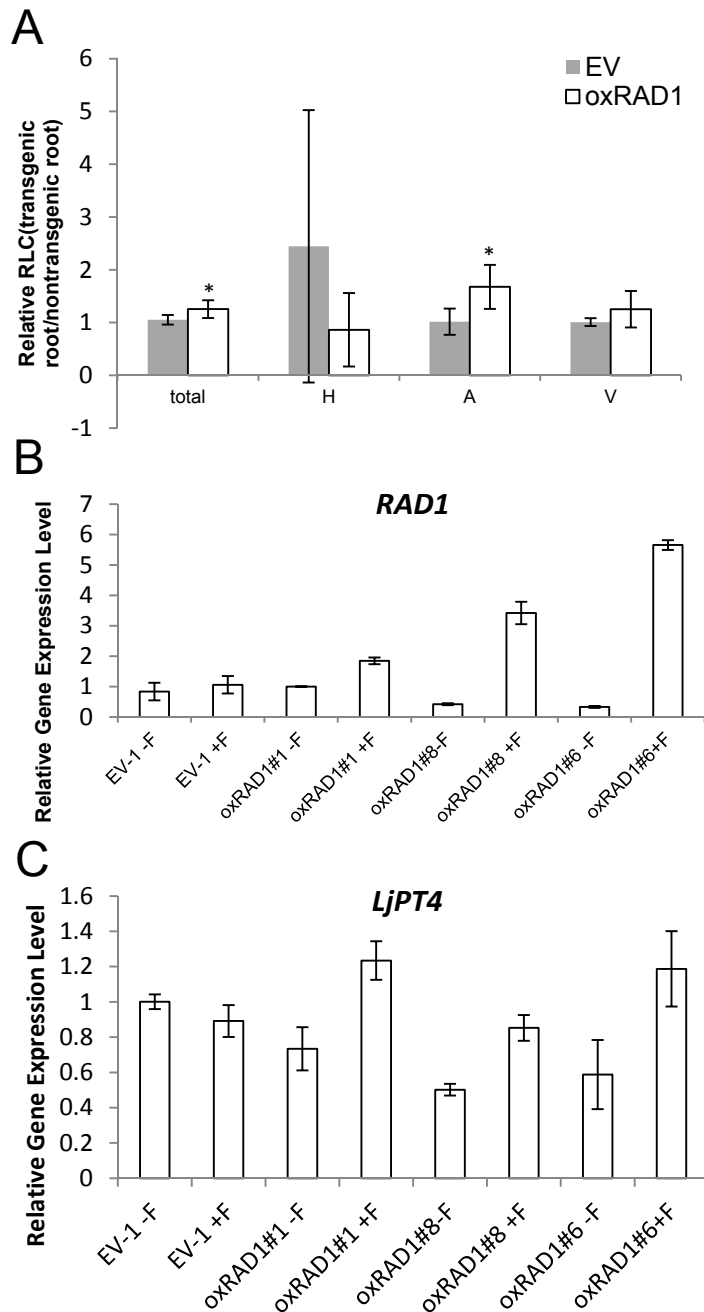 A
6
5
4
3
2
1
0
-1
Relative RLC(transgenic
root/nontransgenic root)
EV
oxRAD1
*
*
total
H
A
V
B
RAD1
7
6
5
4
3
2
1
0
Relative Gene Expression Level
EV-1 -F
EV-1 +F
oxRAD1#1 -F
oxRAD1#1 +F
oxRAD1#8-F
oxRAD1#8 +F
oxRAD1#6 -F
oxRAD1#6+F
C
LjPT4
1.6
1.4
1.2
1
0.8
0.6
0.4
0.2
0
Relative Gene Expression Level
EV-1 -F
EV-1 +F
oxRAD1#1 -F
oxRAD1#1 +F
oxRAD1#8-F
oxRAD1#8 +F
oxRAD1#6 -F
oxRAD1#6+F